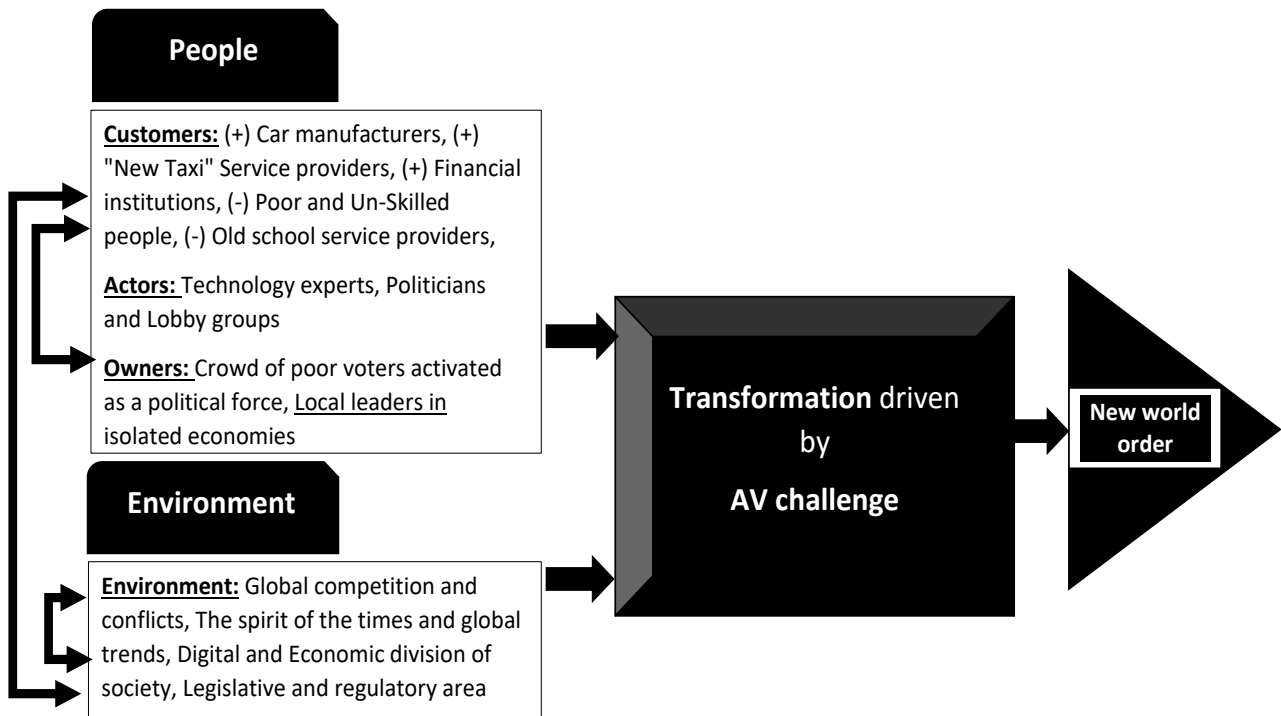 People
Customers: (+) Car manufacturers, (+)
"New Taxi" Service providers, (+) Financial
institutions, (-) Poor and Un-Skilled
people, (-) Old school service providers,
Actors: Technology experts, Politicians
and Lobby groups
Owners: Crowd of poor voters activated
as a political force, Local leaders in
isolated economies
Environment
Environment: Global competition and
conflicts, The spirit of the times and global
trends, Digital and Economic division of
society, Legislative and regulatory area
Transformation driven
by
AV challenge
New world
order